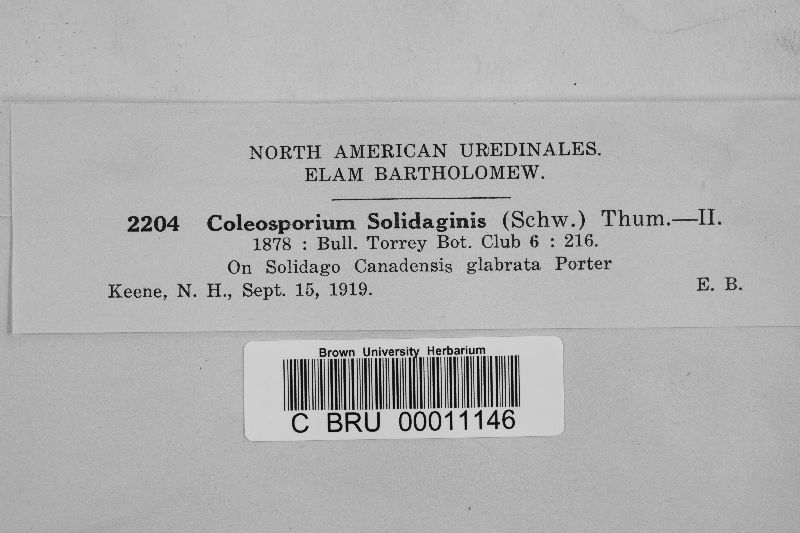 NORTH AMERICAN UREDINALES.
ELAM BARTHOLOMEW.
2204 Coleosporium Solidaginis (Schw.) Thum.—II.
1878 : Bull. Torrey Bot. Club 6 : 216.
On Solidago Canadensis glabrata Porter
Keene, N. H., Sept. 15, 1919. E. B.
Brown University Herbarium
C BRU 00011146